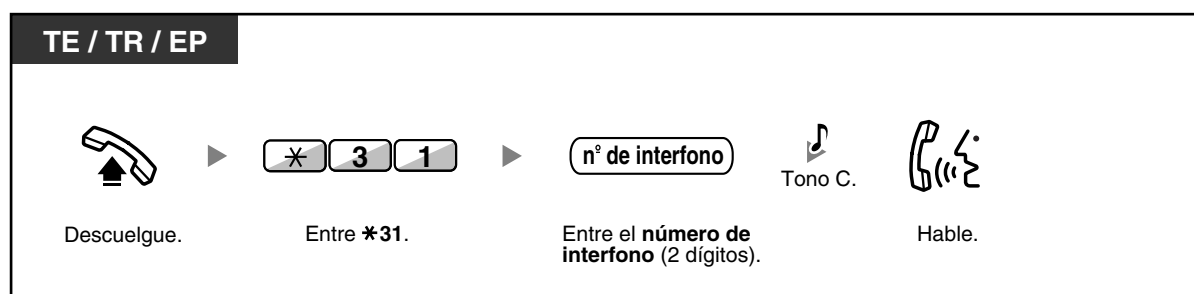 TE / TR / EP
✳ 3 1
nº de interfono
Tono C.
Descuelgue.
Entre ✳31.
Entre el número de
interfono (2 dígitos).
Hable.